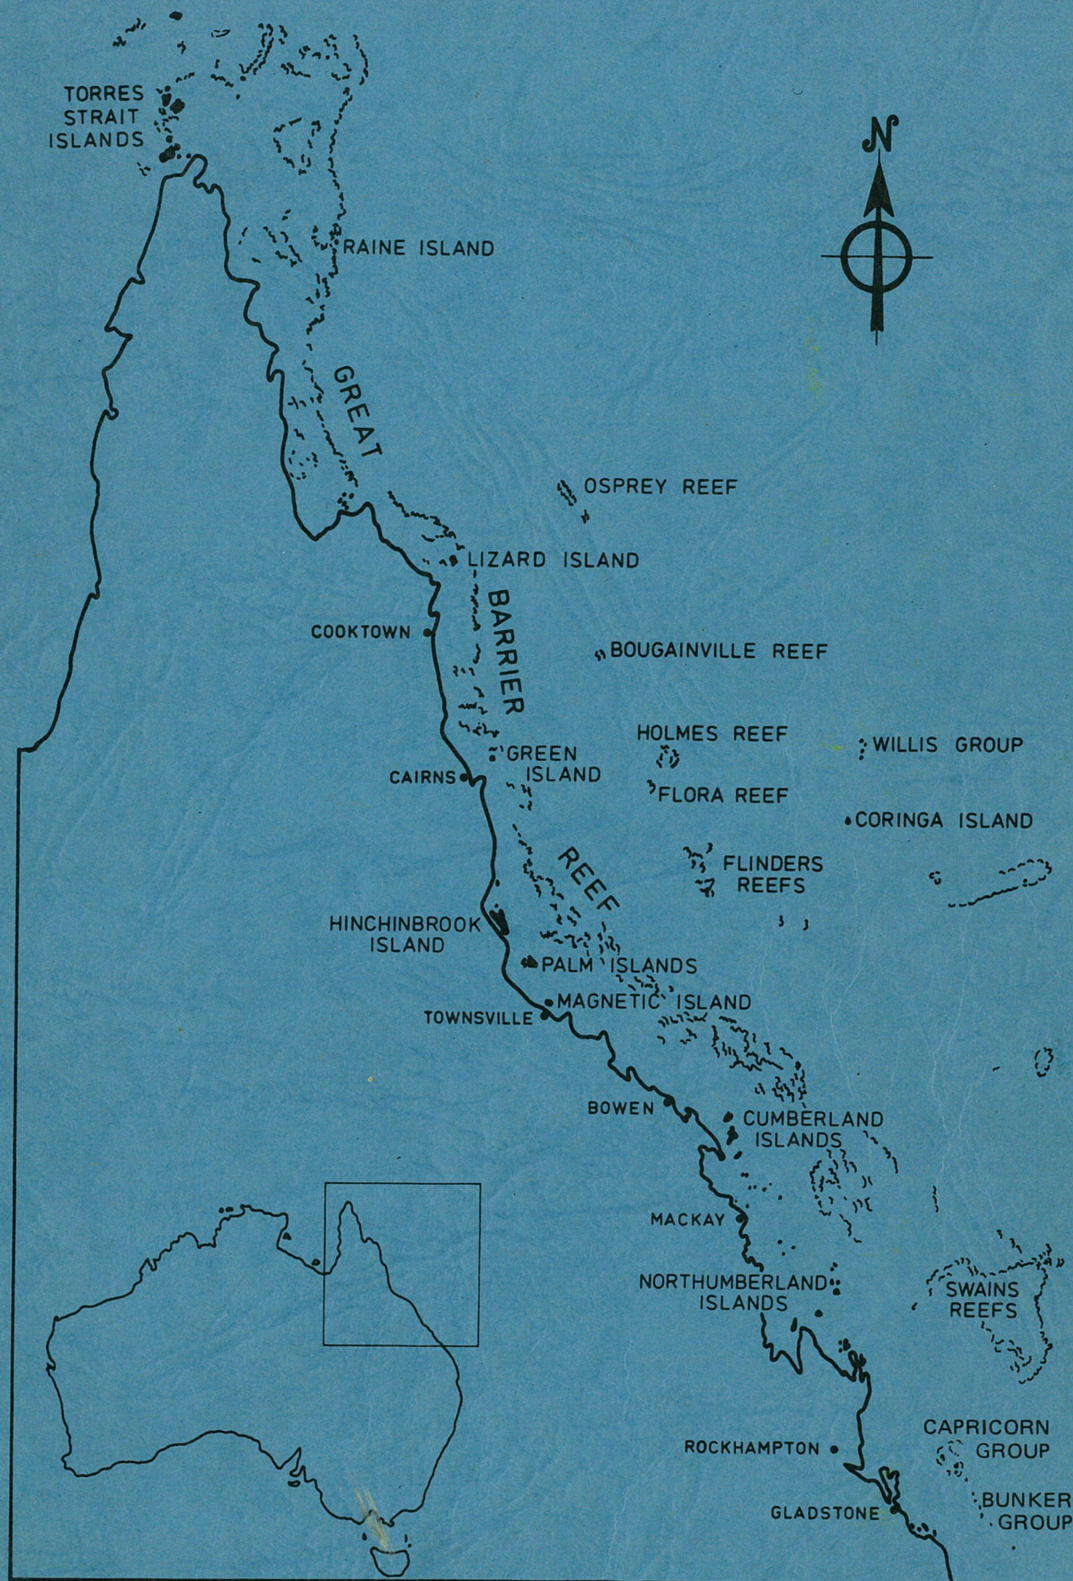 TORRES
STRAIT
ISLANDS
N
RAINE ISLAND
GREAT
OSPREY REEF
LIZARD ISLAND
BARRIER
COOKTOWN
BOUGAINVILLE REEF
HOLMES REEF
WILLIS GROUP
GREEN
ISLAND
CAIRNS
FLORA REEF
CORINGA ISLAND
REEF
FLINDERS
REEFS
HINCHINBROOK
ISLAND
PALM ISLANDS
MAGNETIC ISLAND
TOWNSVILLE
BOWEN
CUMBERLAND
ISLANDS
MACKAY
NORTHUMBERLAND
ISLANDS
SWAINS
REEFS
CAPRICORN
GROUP
ROCKHAMPTON
BUNKER
GROUP
GLADSTONE